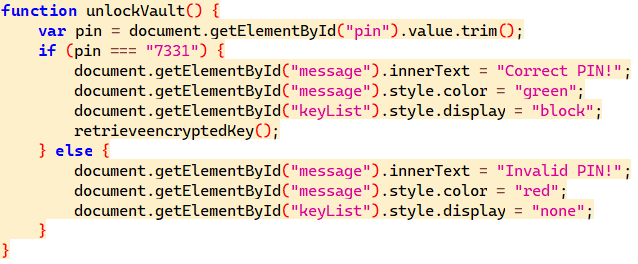 function unlockVault() {
    var pin = document.getElementById("pin").value.trim();
    if (pin === "7331") {
        document.getElementById("message").innerText = "Correct PIN!";
        document.getElementById("message").style.color = "green";
        document.getElementById("keyList").style.display = "block";
        retrieveencryptedKey();
    } else {
        document.getElementById("message").innerText = "Invalid PIN!";
        document.getElementById("message").style.color = "red";
        document.getElementById("keyList").style.display = "none";
    }
}